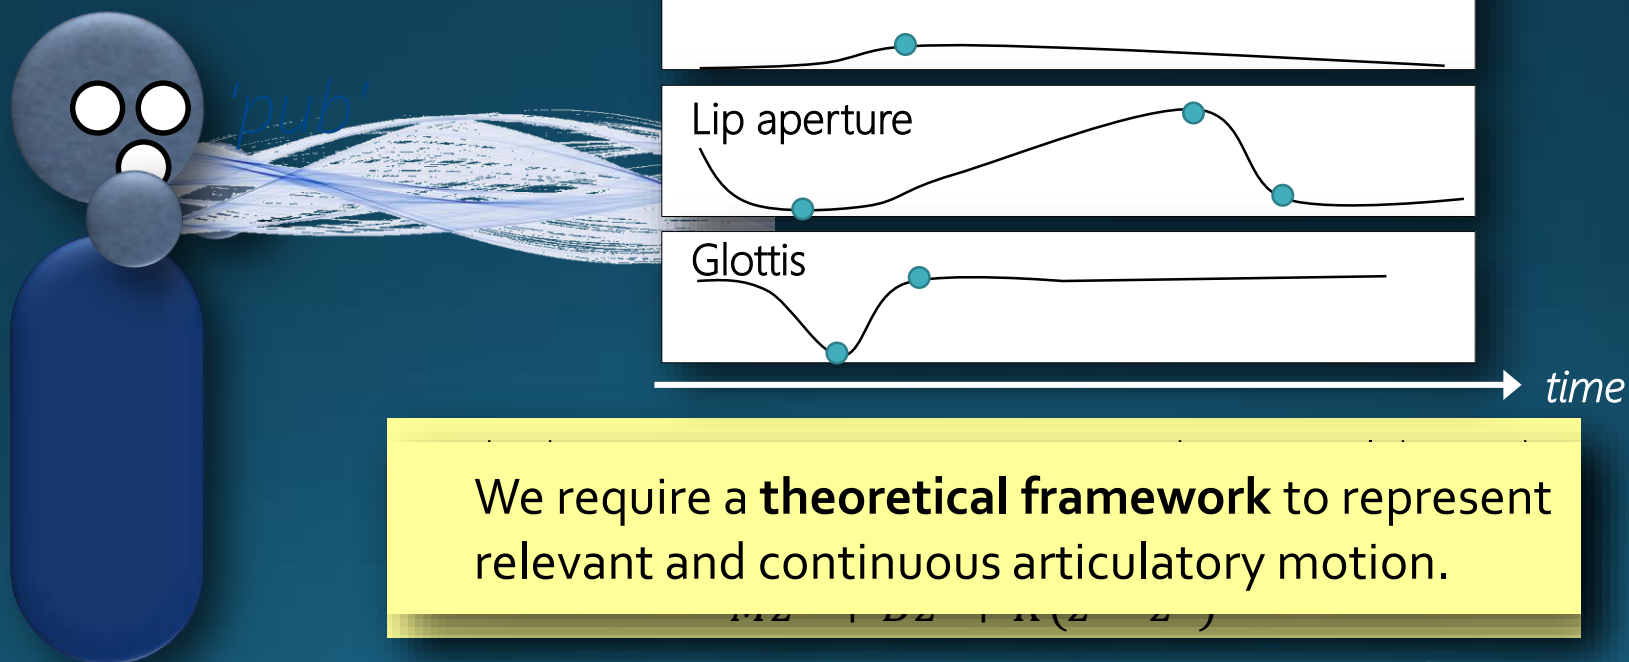 'pub'
Lip aperture
Glottis
time
We require a theoretical framework to represent
relevant and continuous articulatory motion.